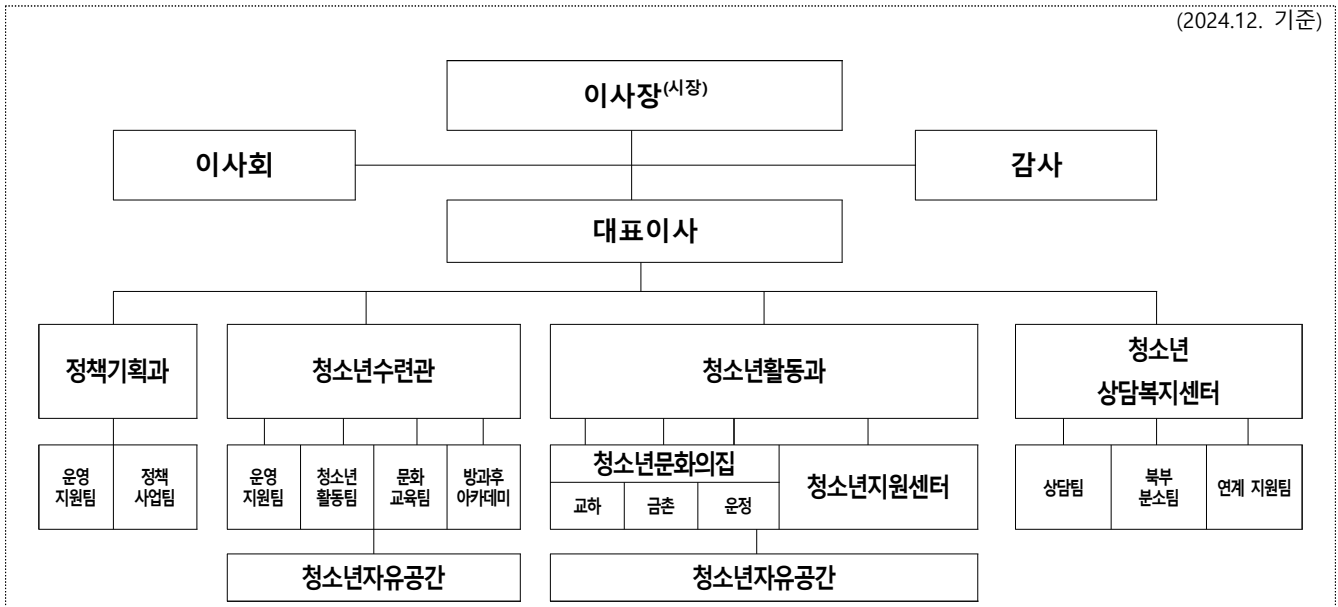 (2024.12. 기준)
이사장(시장)
이사회
감사
대표이사
정책기획과
청소년수련관
청소년활동과
청소년
상담복지센터
운영
지원팀
정책
사업팀
운영
지원팀
청소년
활동팀
문화
교육팀
방과후
아카데미
청소년문화의집
교하
금촌
운정
청소년지원센터
상담팀
북부
분소팀
연계 지원팀
청소년자유공간
청소년자유공간